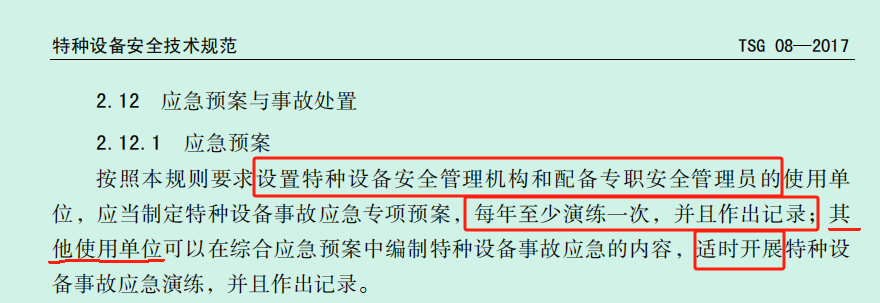 特种设备安全技术规范 TSG 08—2017
2.12 应急预案与事故处置
2.12.1 应急预案
按照本规则要求设置特种设备安全管理机构和配备专职安全管理员的使用单
位，应当制定特种设备事故应急专项预案，每年至少演练一次，并且作出记录；其
他使用单位可以在综合应急预案中编制特种设备事故应急的内容，适时开展特种设
备事故应急演练，并且作出记录。